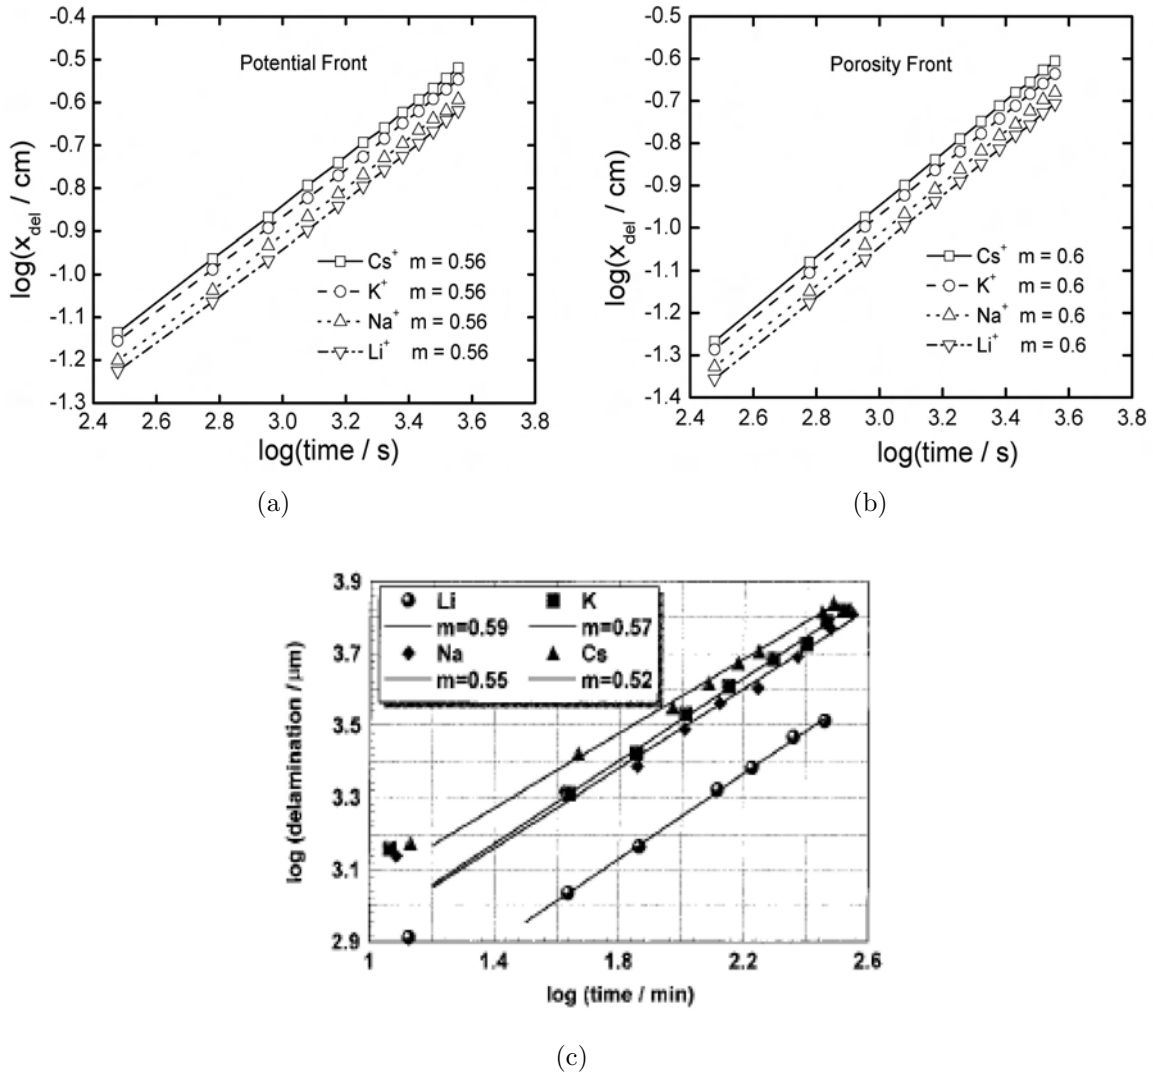 -0.4
-0.5
-0.6
-0.7
-0.8
-0.9
-1.0
-1.1
-1.2
-1.3
2.4 2.6 2.8 3.0 3.2 3.4 3.6 3.8
log(x_del / cm)
log(time / s)
Potential Front
Cs⁺ m = 0.56
K⁺ m = 0.56
Na⁺ m = 0.56
Li⁺ m = 0.56
(a)
-0.5
-0.6
-0.7
-0.8
-0.9
-1.0
-1.1
-1.2
-1.3
-1.4
2.4 2.6 2.8 3.0 3.2 3.4 3.6 3.8
log(x_del / cm)
log(time / s)
Porosity Front
Cs⁺ m = 0.6
K⁺ m = 0.6
Na⁺ m = 0.6
Li⁺ m = 0.6
(b)
3.9
3.7
3.5
3.3
3.1
2.9
1 1.4 1.8 2.2 2.6
log (delamination / µm)
log (time / min)
Li K
m=0.59 m=0.57
Na Cs
m=0.55 m=0.52
(c)